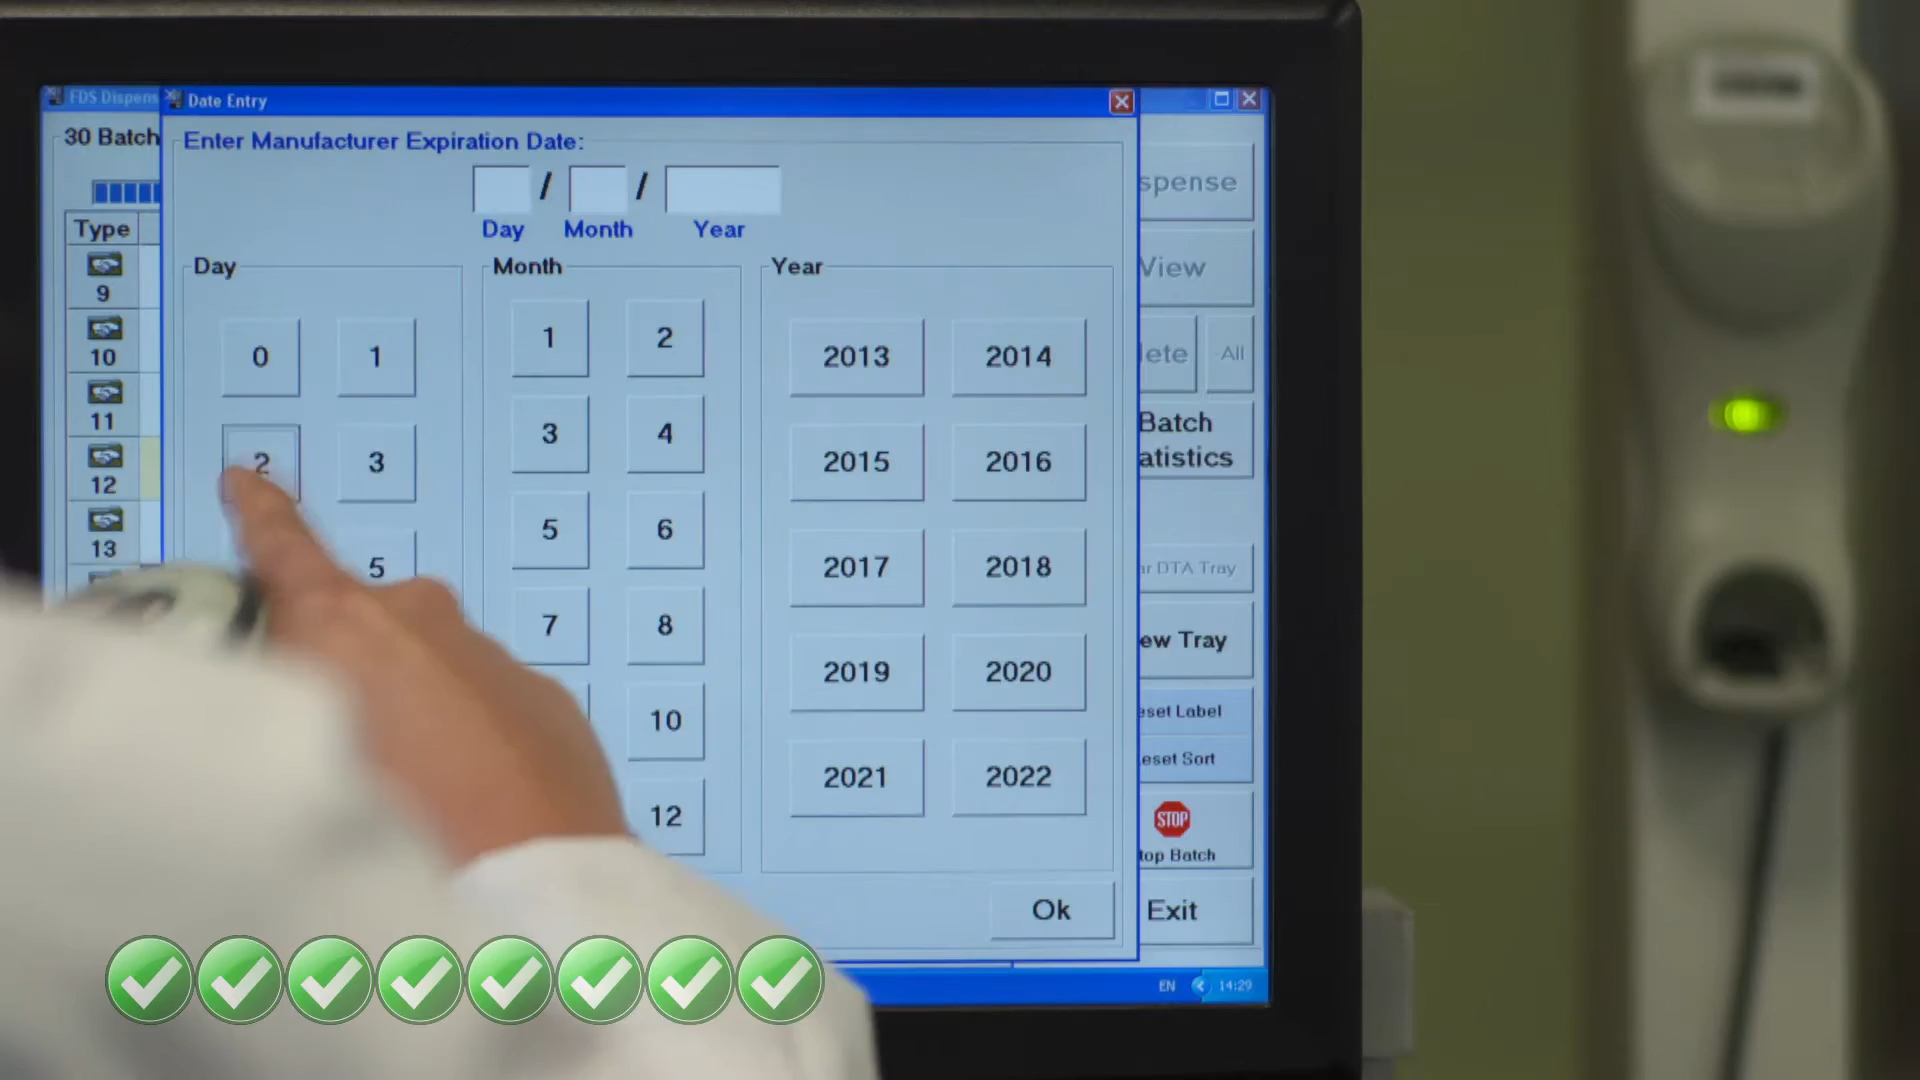 FDS Dispens
Date Entry
30 Batch
Enter Manufacturer Expiration Date:
/ /
Day Month Year
Type
9
10
11
12
13
Day
0 1
2 3
5
Month
1 2
3 4
5 6
7 8
10
12
Year
2013 2014
2015 2016
2017 2018
2019 2020
2021 2022
Ok
spense
View
lete All
Batch
atistics
ar DTA Tray
ew Tray
eset Label
eset Sort
STOP
top Batch
Exit
EN 14:29